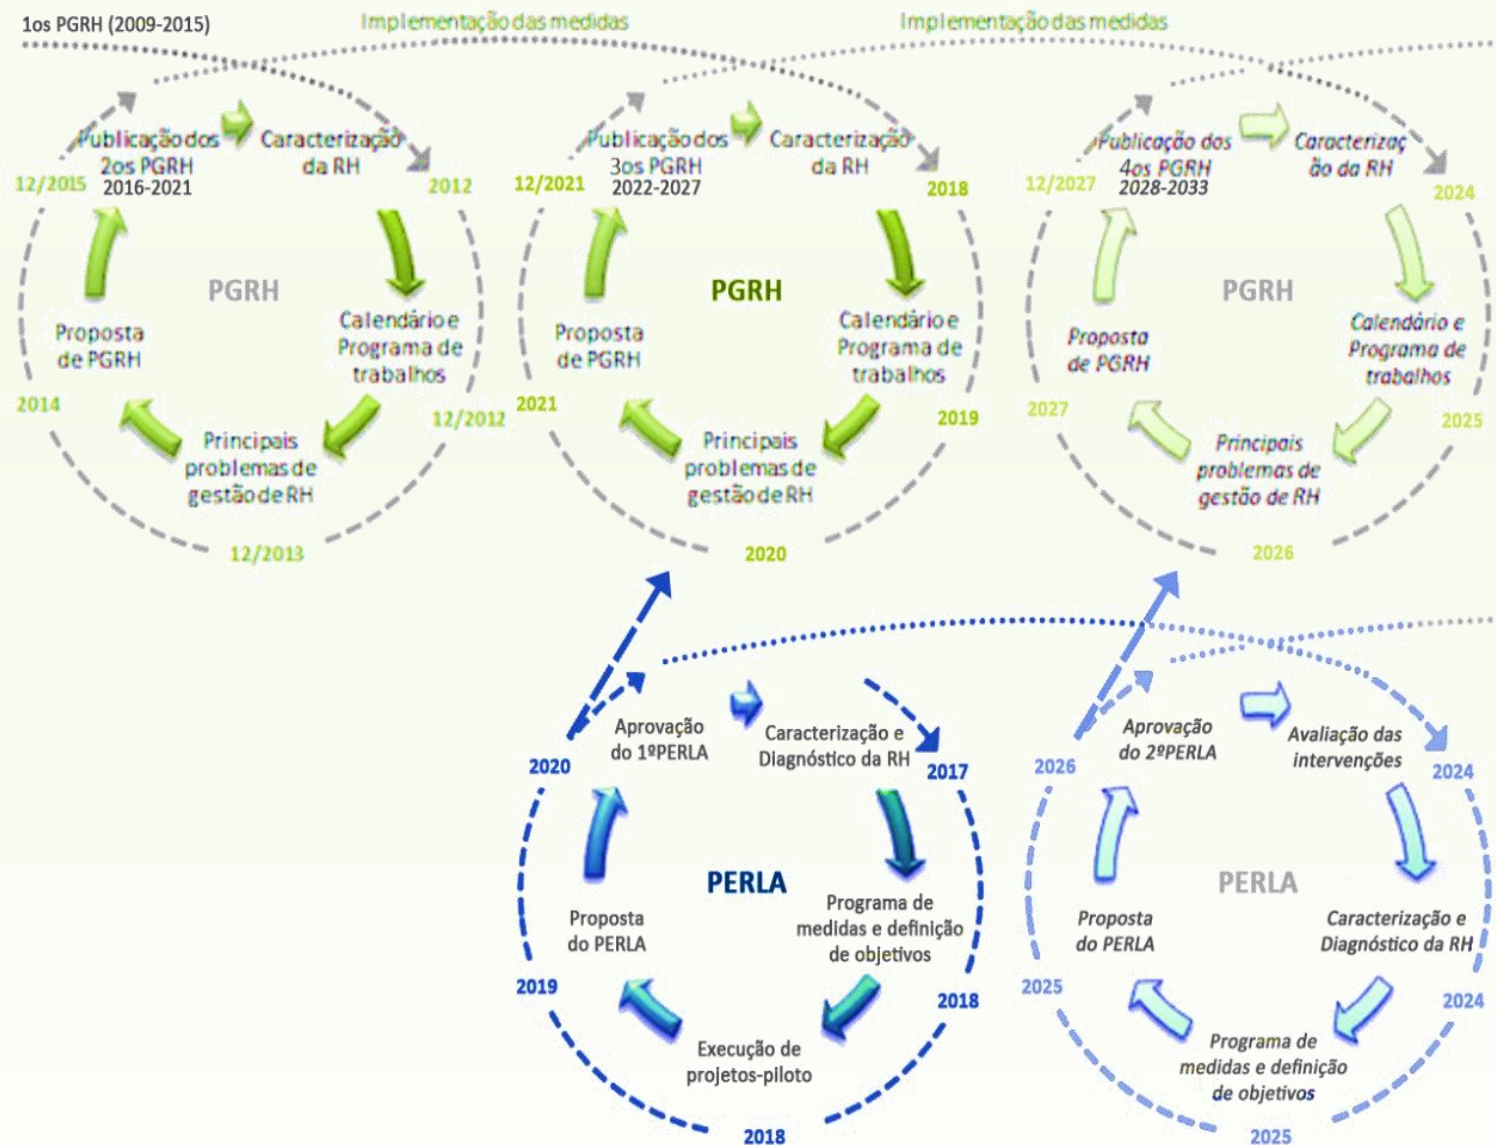 1os PGRH (2009-2015)
Implementação das medidas
Implementação das medidas
Publicação dos
2os PGRH
2016-2021
Caracterização
da RH
12/2015
2012
PGRH
Calendário e
Programa de
trabalhos
Proposta
de PGRH
2014
12/2012
Principais
problemas de
gestão de RH
12/2013
Publicação dos
3os PGRH
2022-2027
Caracterização
da RH
12/2021
2018
PGRH
Calendário e
Programa de
trabalhos
Proposta
de PGRH
2021
2019
Principais
problemas de
gestão de RH
2020
Publicação dos
4os PGRH
2028-2033
Caracterizaç
ão da RH
12/2027
2024
PGRH
Calendário e
Programa de
trabalhos
Proposta
de PGRH
2027
2025
Principais
problemas de
gestão de RH
2026
Aprovação
do 1ºPERLA
Caracterização e
Diagnóstico da RH
2020
2017
PERLA
Programa de
medidas e definição
de objetivos
Proposta
do PERLA
2019
2018
Execução de
projetos-piloto
2018
Aprovação
do 2ºPERLA
Avaliação das
intervenções
2026
2024
PERLA
Caracterização e
Diagnóstico da RH
Proposta
do PERLA
2025
2024
Programa de
medidas e definição
de objetivos
2025